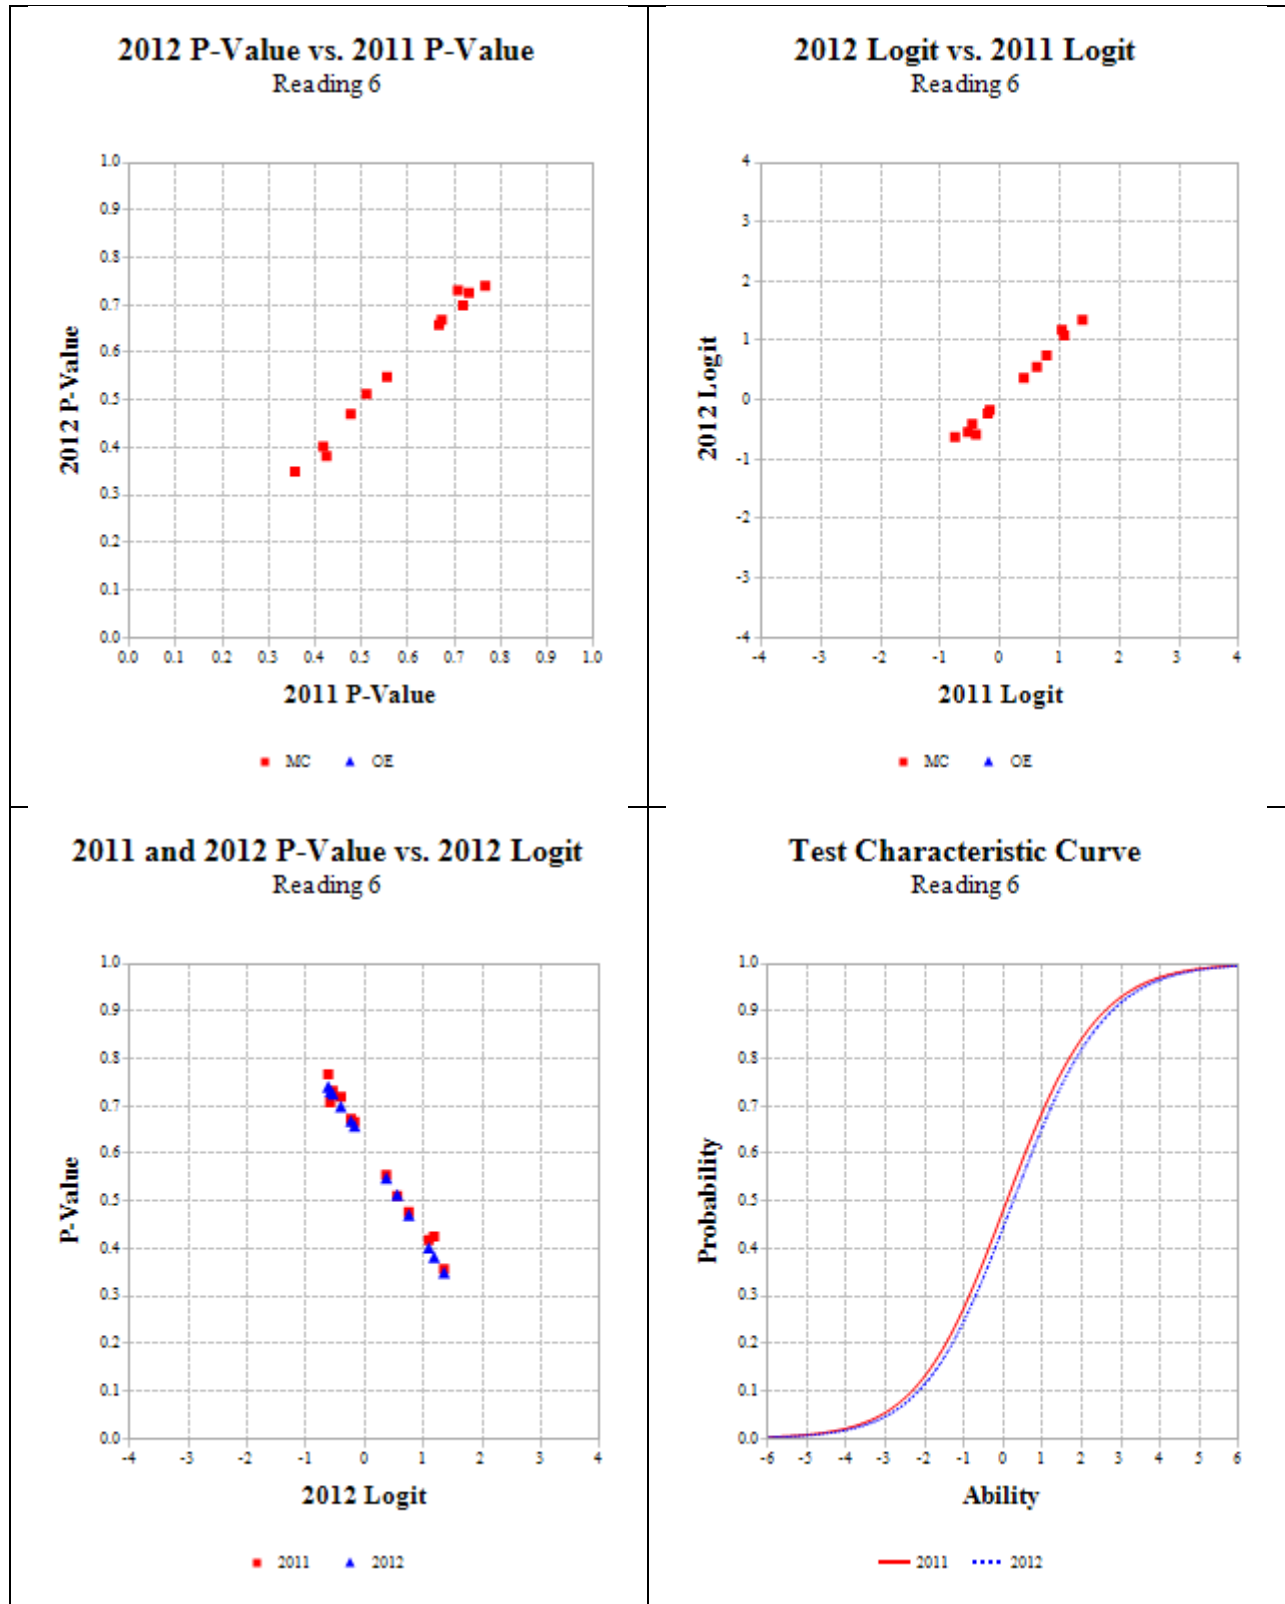 2012 P-Value vs. 2011 P-Value
Reading 6
1.0
0.9
0.8
0.7
0.6
0.5
0.4
0.3
0.2
0.1
0.0
0.0 0.1 0.2 0.3 0.4 0.5 0.6 0.7 0.8 0.9 1.0
2012 P-Value
2011 P-Value
MC OE
2012 Logit vs. 2011 Logit
Reading 6
4
3
2
1
0
-1
-2
-3
-4
-4 -3 -2 -1 0 1 2 3 4
2012 Logit
2011 Logit
MC OE
2011 and 2012 P-Value vs. 2012 Logit
Reading 6
1.0
0.9
0.8
0.7
0.6
0.5
0.4
0.3
0.2
0.1
0.0
-4 -3 -2 -1 0 1 2 3 4
P-Value
2012 Logit
2011 2012
Test Characteristic Curve
Reading 6
1.0
0.9
0.8
0.7
0.6
0.5
0.4
0.3
0.2
0.1
0.0
-6 -5 -4 -3 -2 -1 0 1 2 3 4 5 6
Probability
Ability
2011 2012